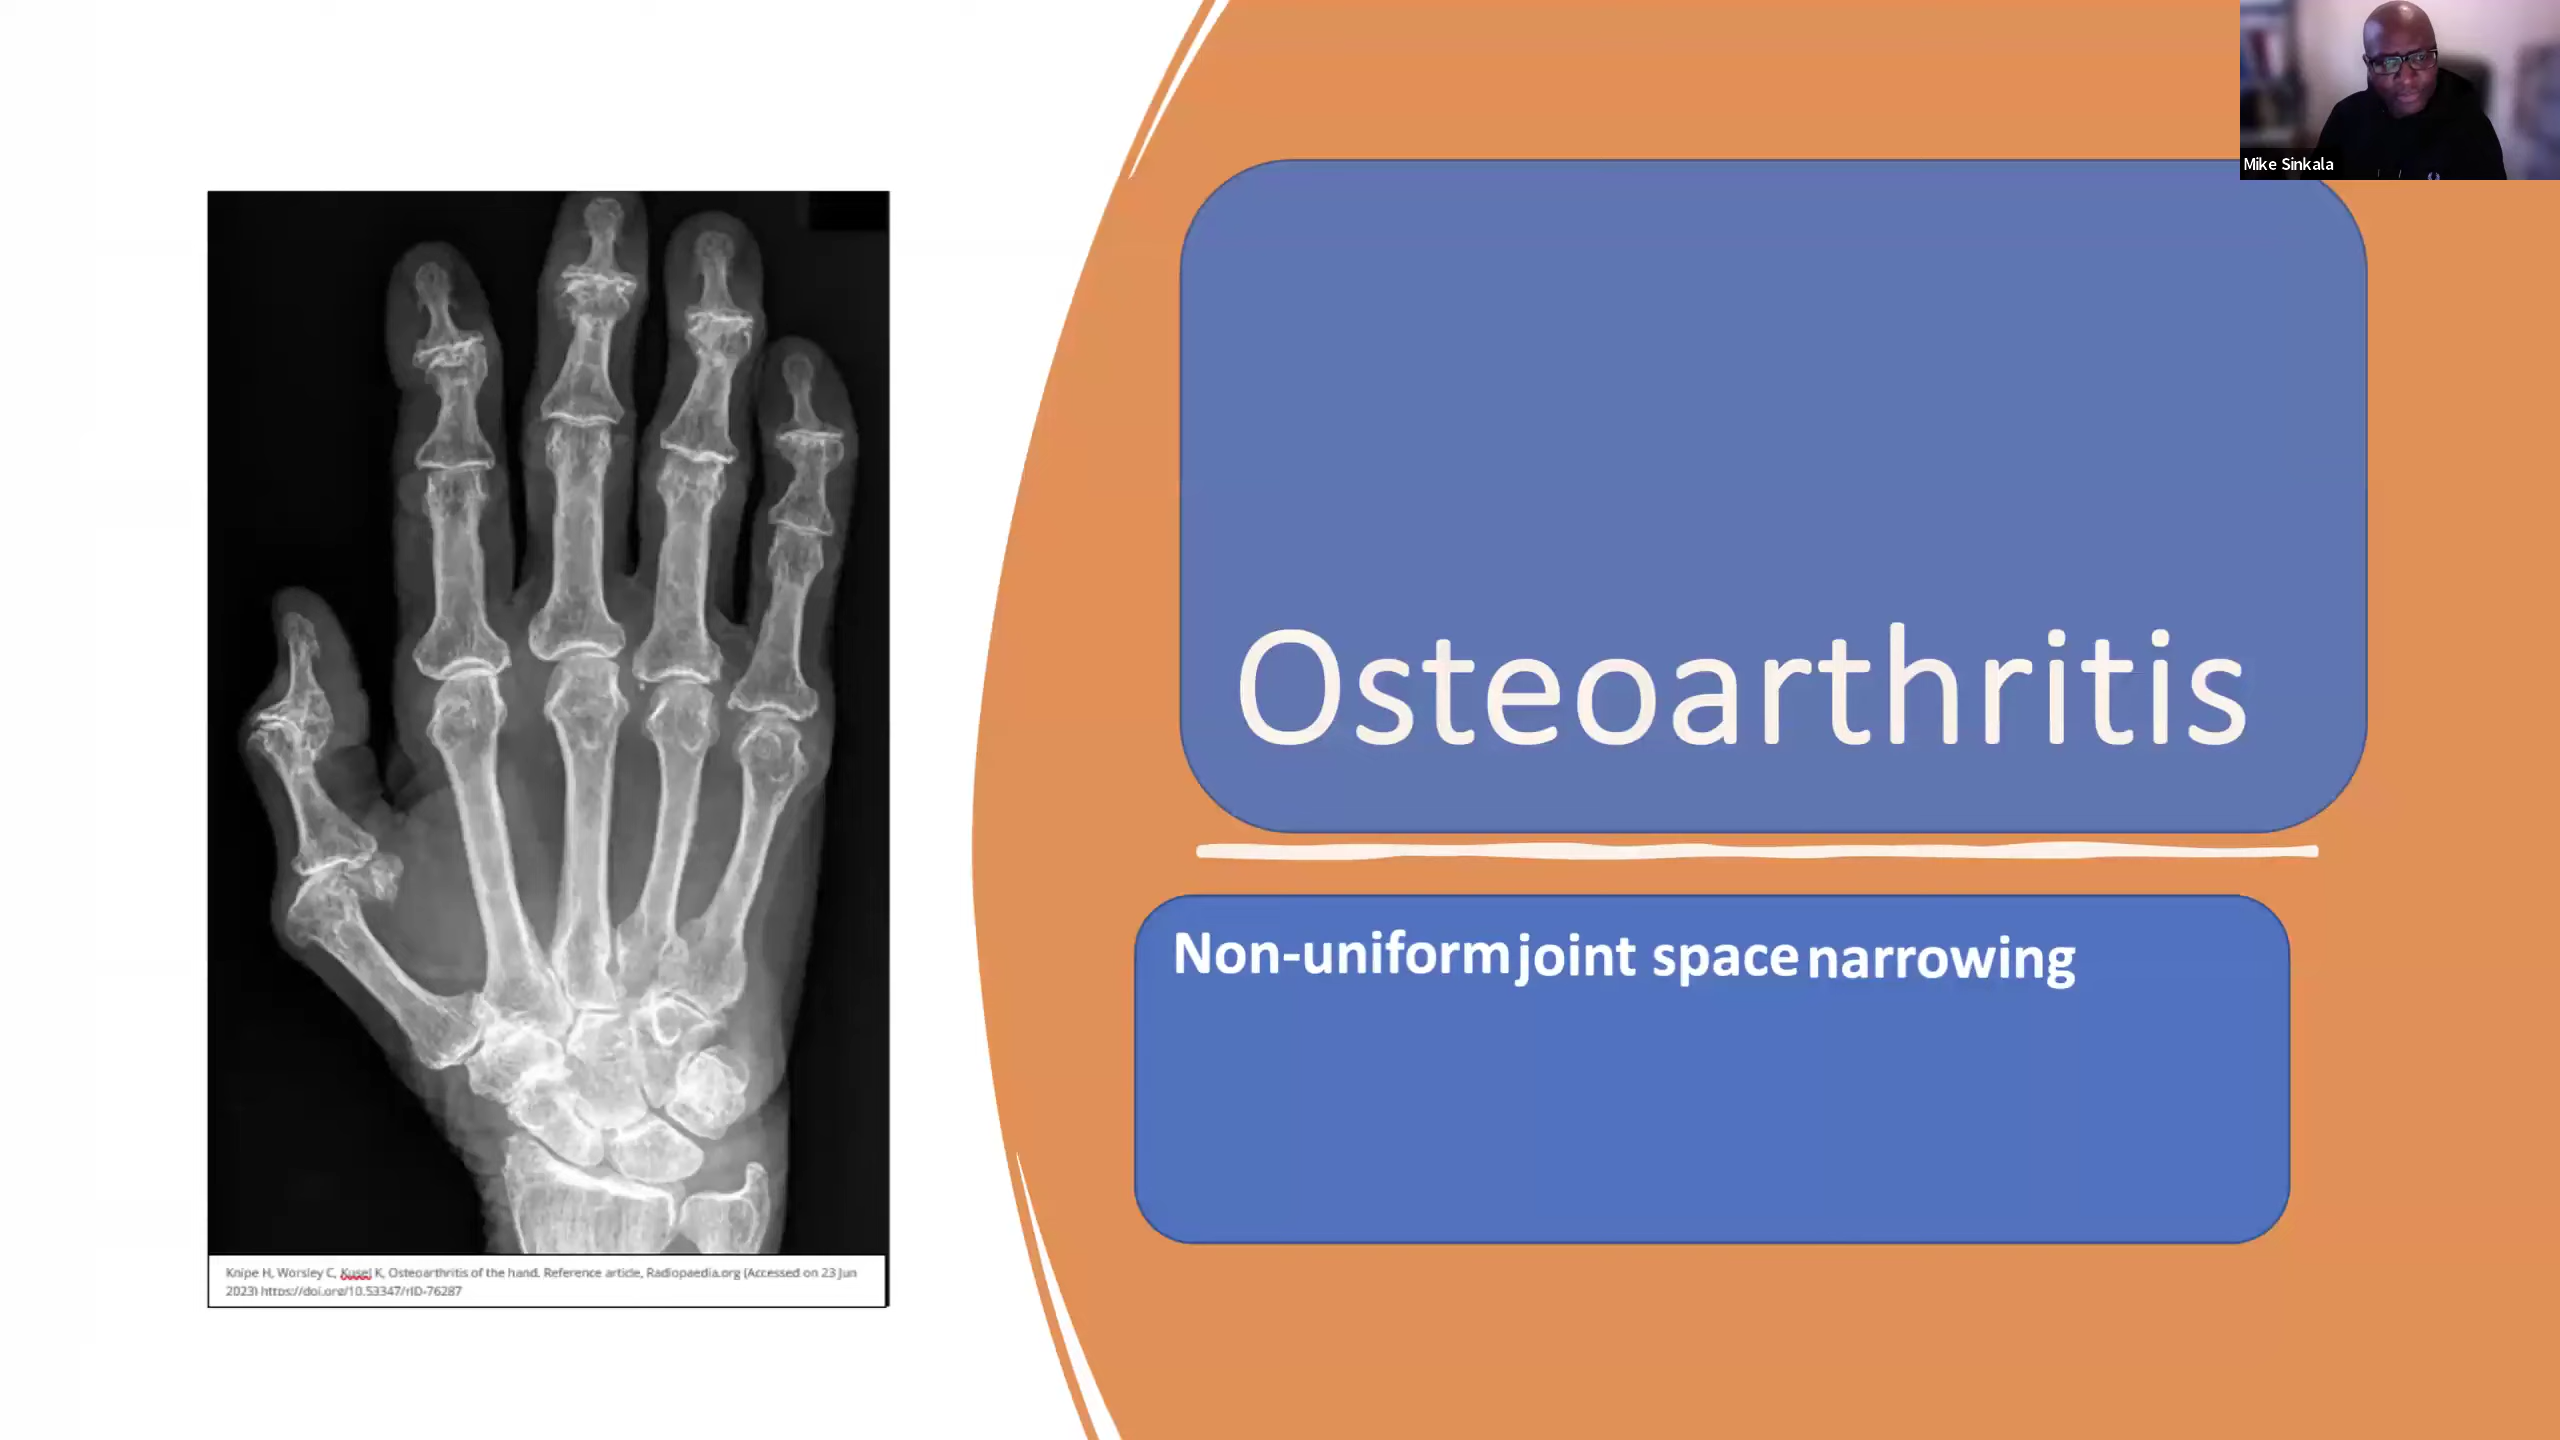 Mike Sinkala
Osteoarthritis
Non-uniform joint space narrowing
Knipe H, Worsley C, Kusel K, Osteoarthritis of the hand. Reference article, Radiopaedia.org (Accessed on 23 Jun
2023) https://doi.org/10.53347/rID-76287